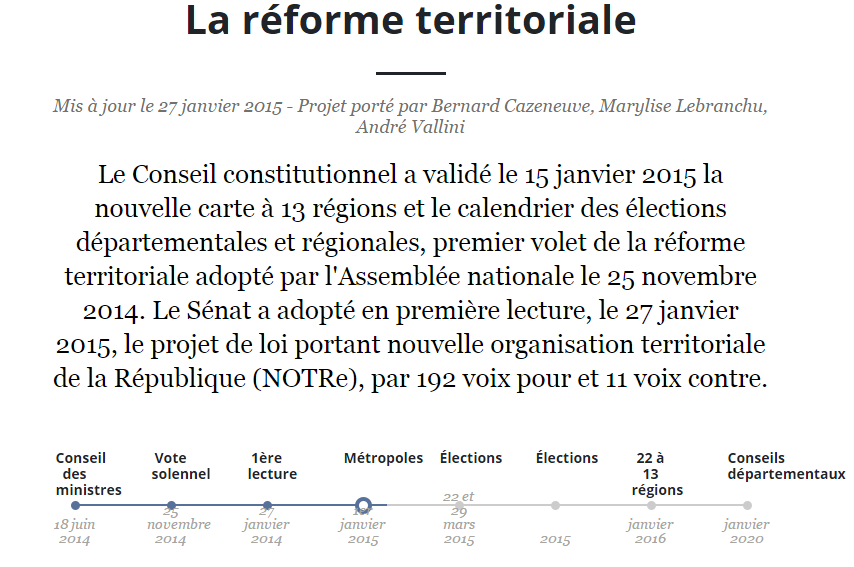 La réforme territoriale
Mis à jour le 27 janvier 2015 - Projet porté par Bernard Cazeneuve, Marylise Lebranchu,
André Vallini
Le Conseil constitutionnel a validé le 15 janvier 2015 la
nouvelle carte à 13 régions et le calendrier des élections
départementales et régionales, premier volet de la réforme
territoriale adopté par l'Assemblée nationale le 25 novembre
2014. Le Sénat a adopté en première lecture, le 27 janvier
2015, le projet de loi portant nouvelle organisation territoriale
de la République (NOTRe), par 192 voix pour et 11 voix contre.
Conseil
des
ministres
18 juin
2014
Vote
solennel
25
novembre
2014
1ère
lecture
27
janvier
2014
Métropoles
1er
janvier
2015
Élections
22 et
29
mars
2015
Élections
2015
22 à
13
régions
janvier
2016
Conseils
départementaux
janvier
2020